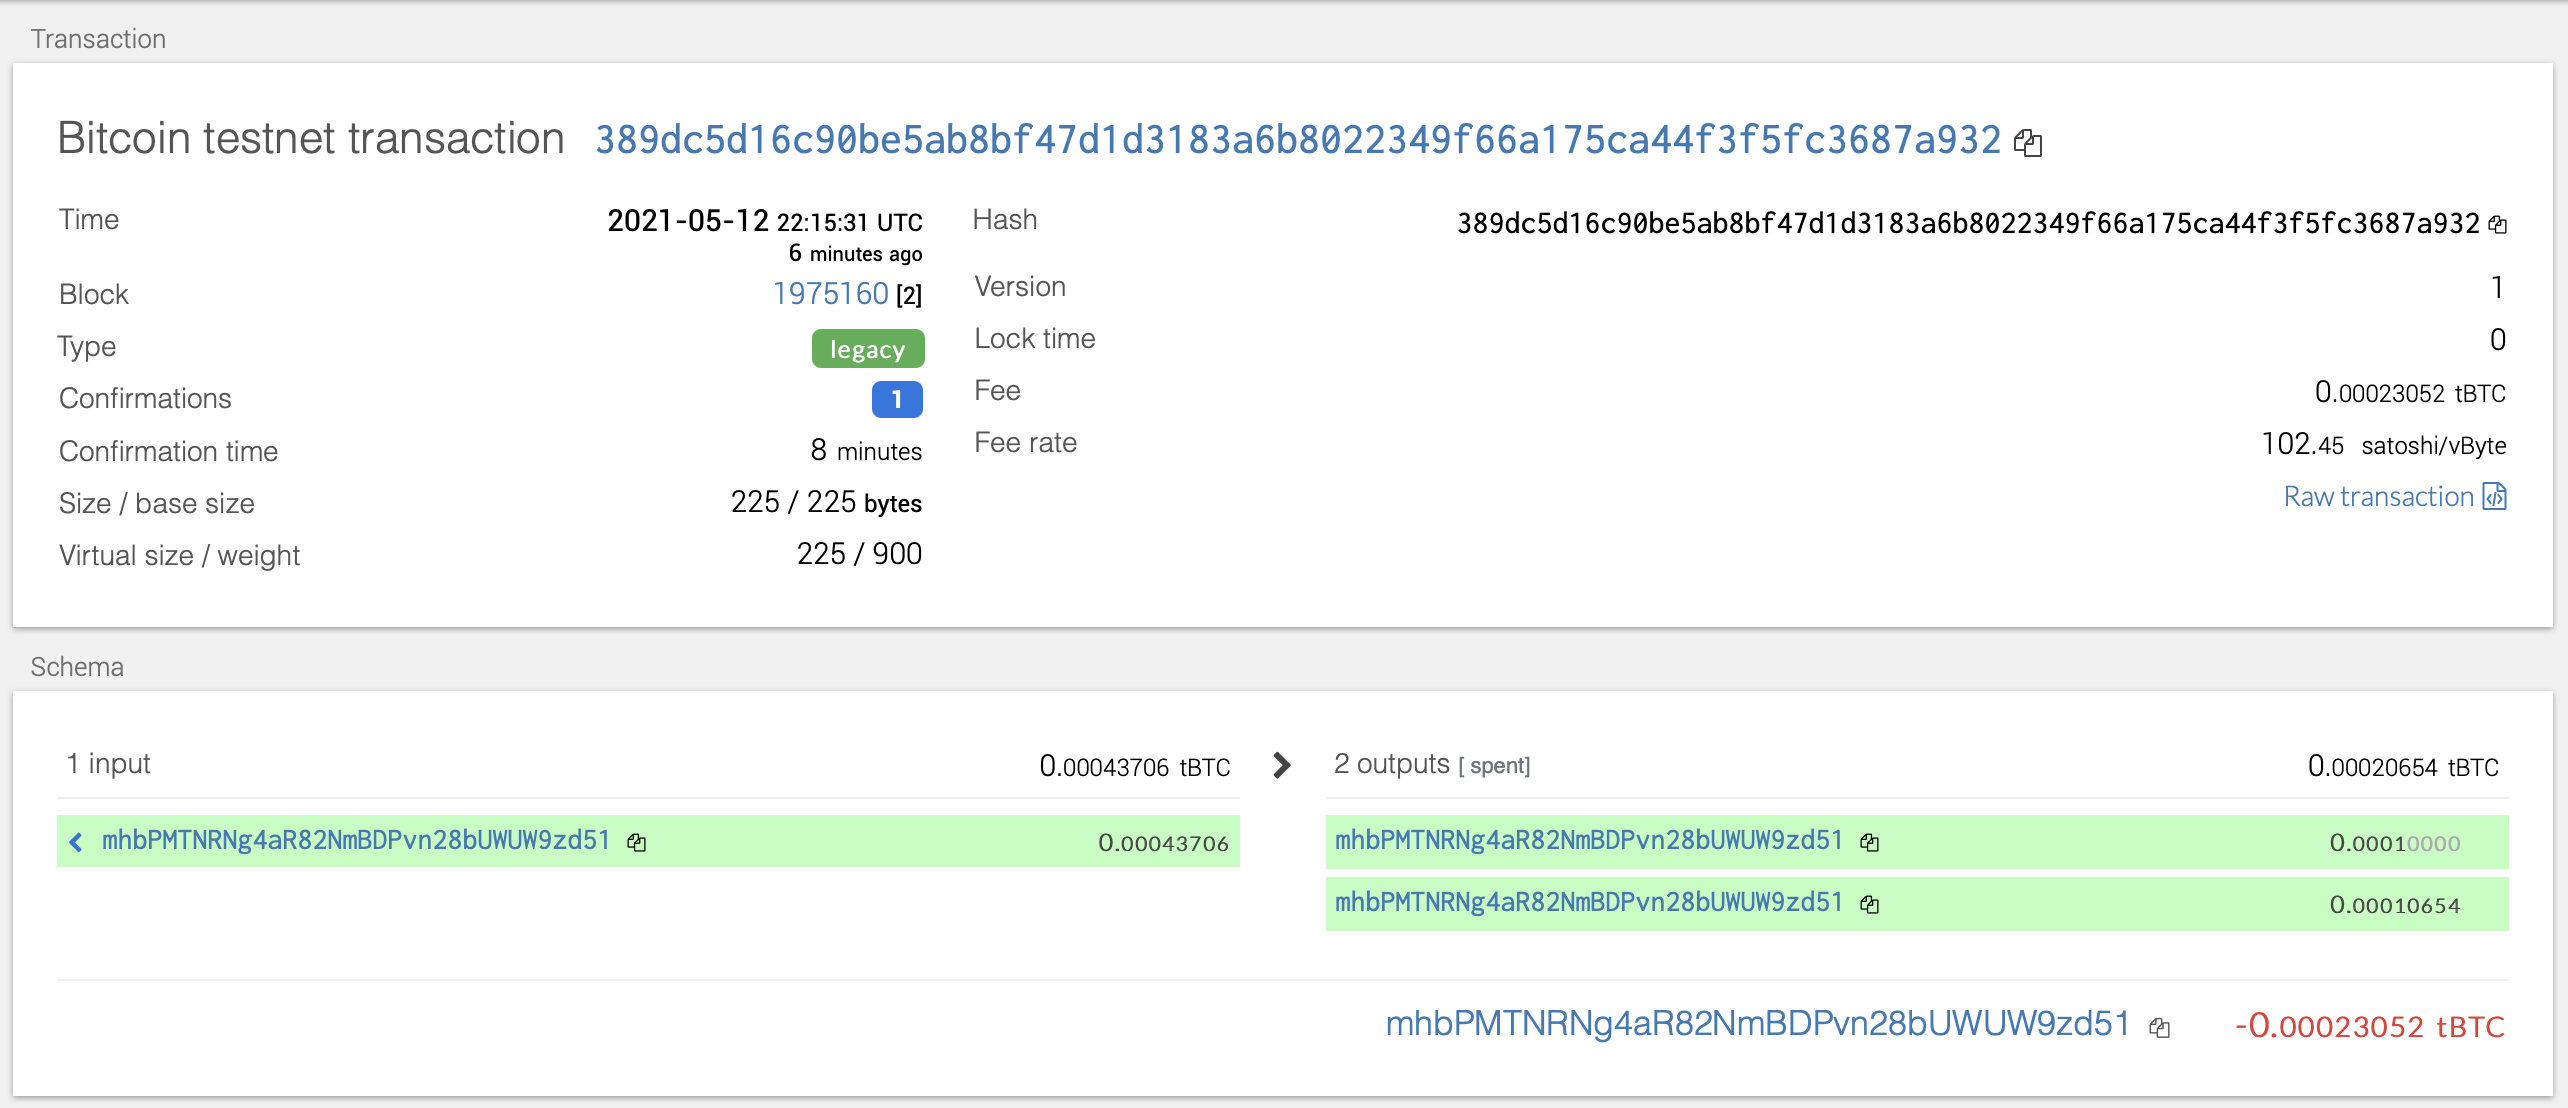 Transaction
Bitcoin testnet transaction 389dc5d16c90be5ab8bf47d1d3183a6b8022349f66a175ca44f3f5fc3687a932
Time 2021-05-12 22:15:31 UTC
6 minutes ago
Block 1975160 [2]
Type legacy
Confirmations 1
Confirmation time 8 minutes
Size / base size 225 / 225 bytes
Virtual size / weight 225 / 900
Hash 389dc5d16c90be5ab8bf47d1d3183a6b8022349f66a175ca44f3f5fc3687a932
Version 1
Lock time 0
Fee 0.00023052 tBTC
Fee rate 102.45 satoshi/vByte
Raw transaction
Schema
1 input 0.00043706 tBTC
mhbPMTNRNg4aR82NmBDPvn28bUWUW9zd51 0.00043706
2 outputs [ spent] 0.00020654 tBTC
mhbPMTNRNg4aR82NmBDPvn28bUWUW9zd51 0.00010000
mhbPMTNRNg4aR82NmBDPvn28bUWUW9zd51 0.00010654
mhbPMTNRNg4aR82NmBDPvn28bUWUW9zd51 -0.00023052 tBTC